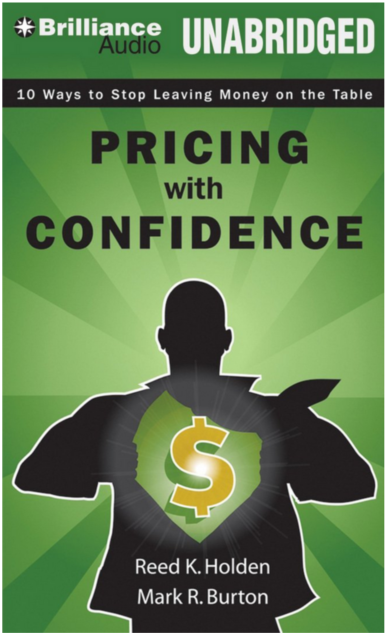 Brilliance
Audio
UNABRIDGED
10 Ways to Stop Leaving Money on the Table
PRICING
with
CONFIDENCE
$
Reed K. Holden
Mark R. Burton